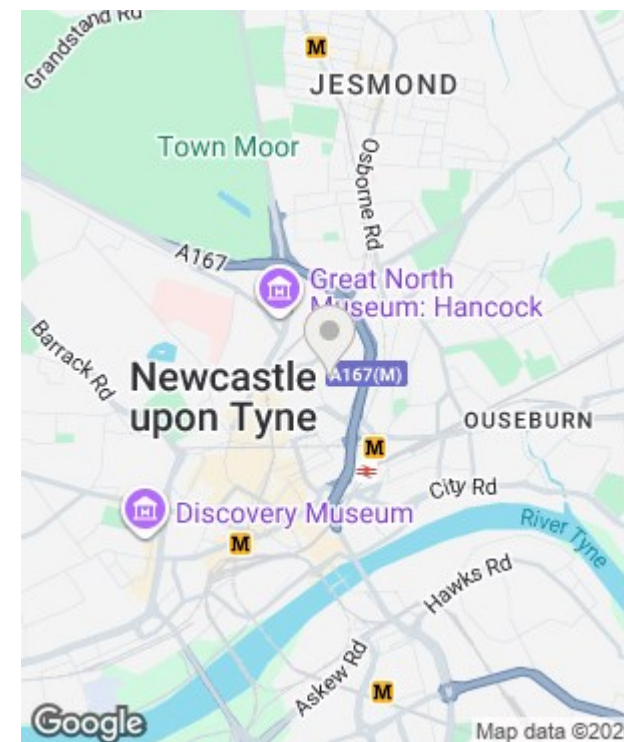 Grandstand Rd
M
JESMOND
Town Moor
Osborne Rd
A167
Great North
Museum: Hancock
Barrack Rd
Newcastle
upon Tyne
A167(M)
OUSEBURN
M
City Rd
Discovery Museum
River Tyne
M
Hawks Rd
Askew Rd
M
Google
Map data ©202